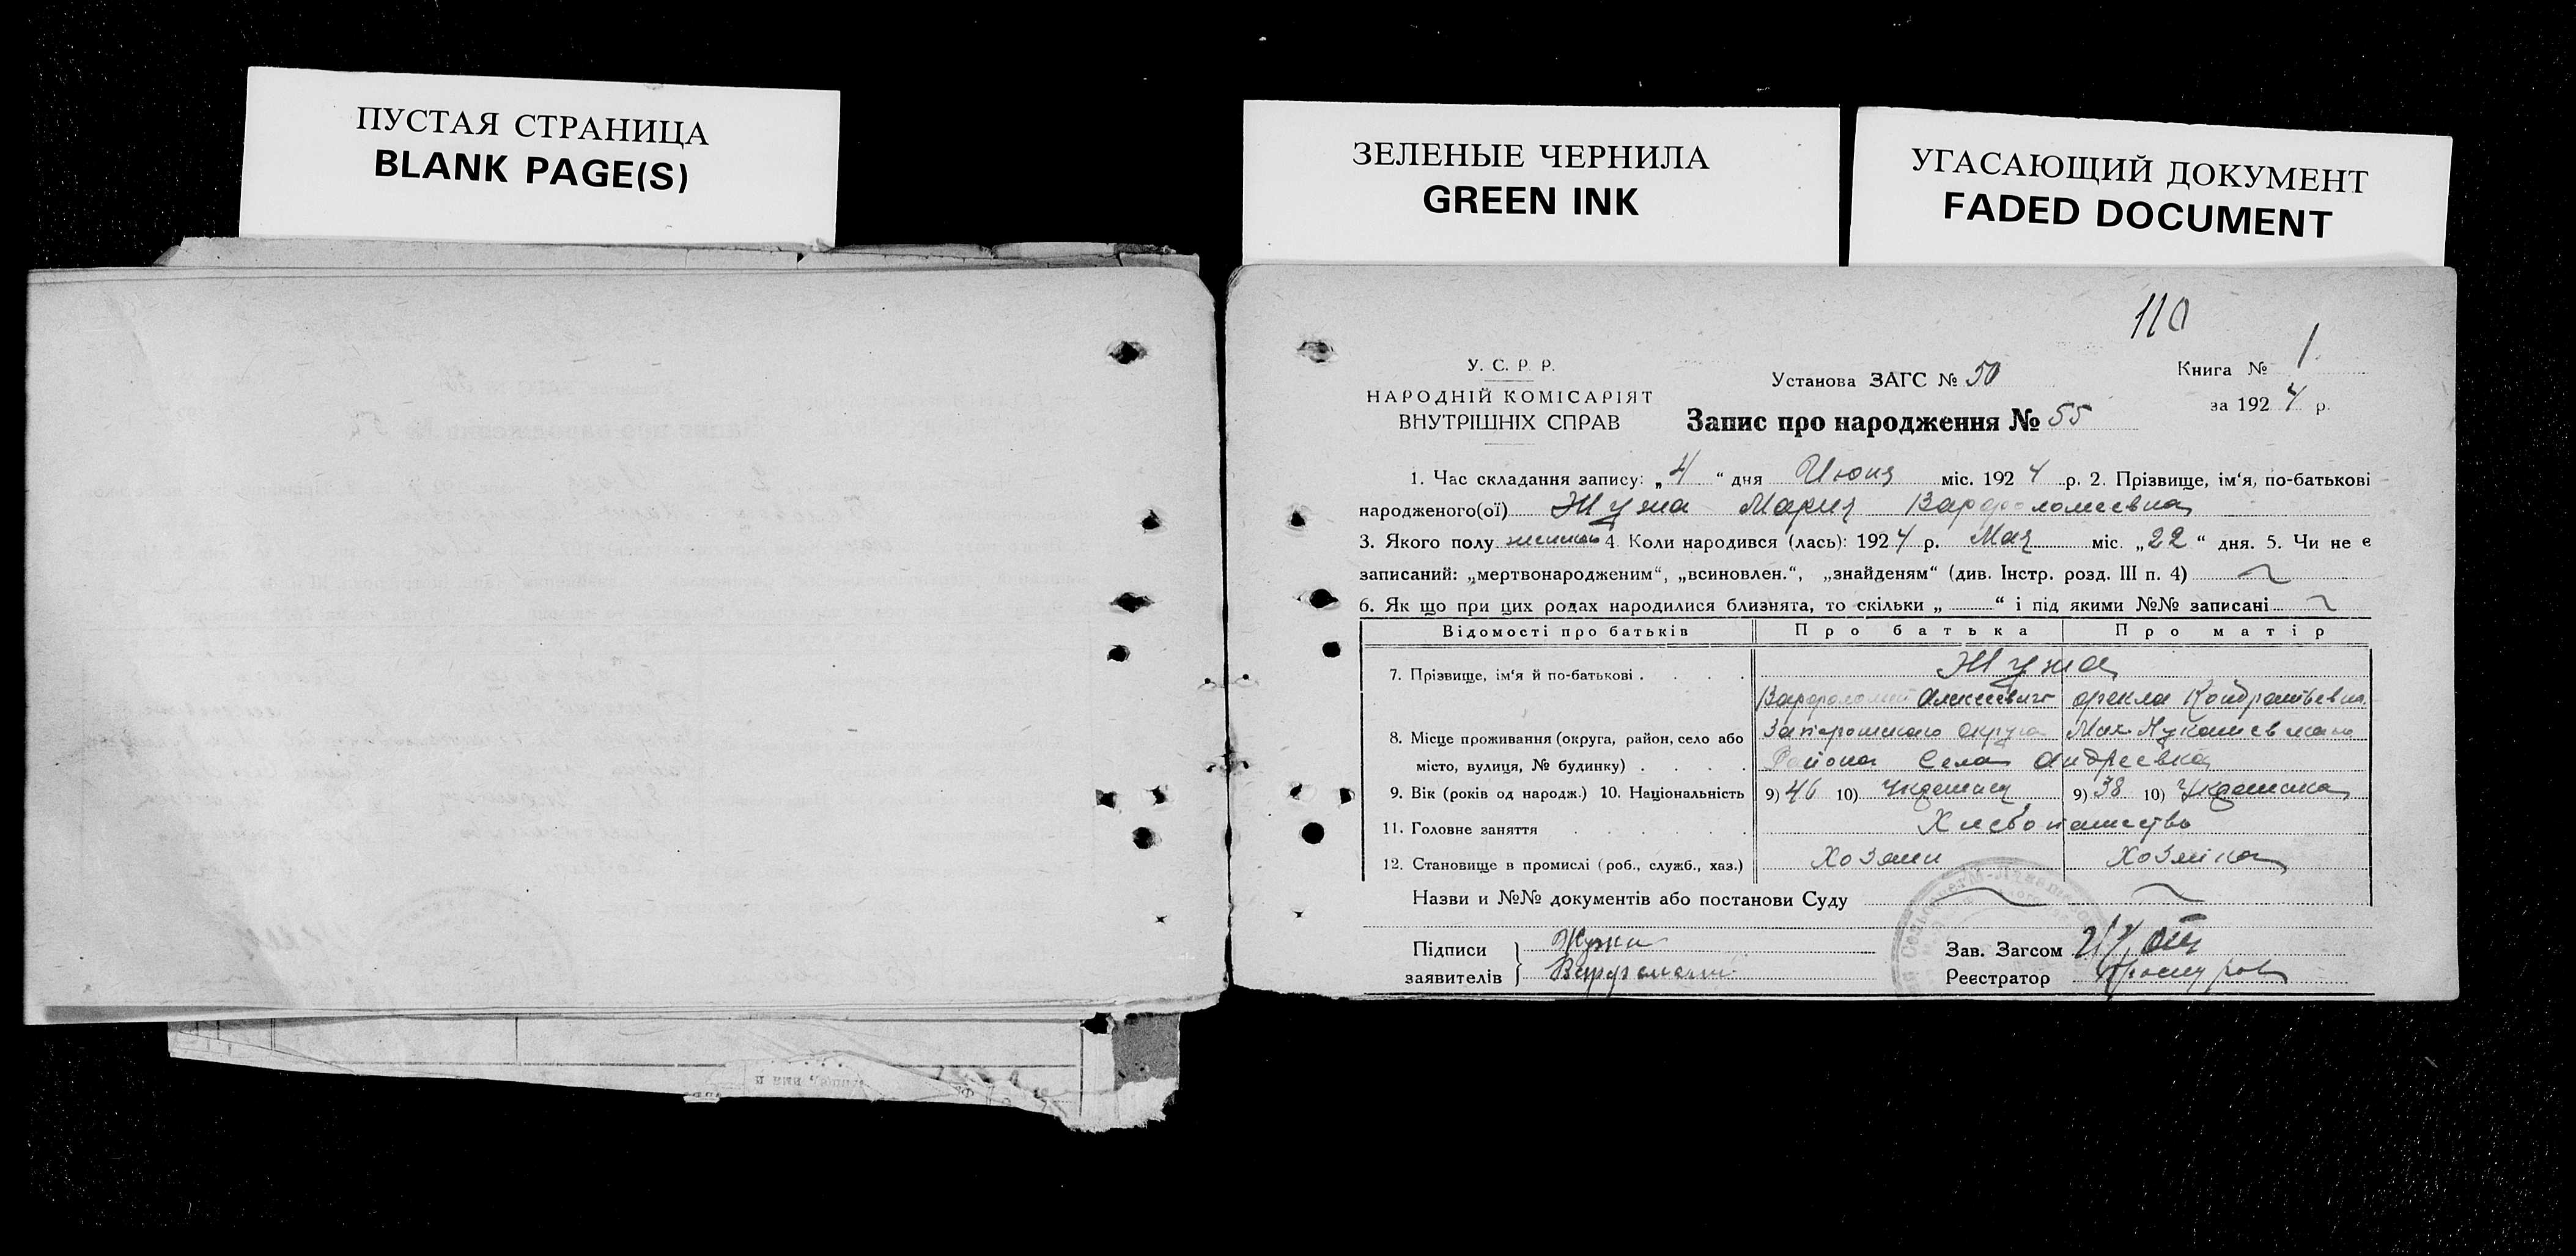 ПУСТАЯ СТРАНИЦА
BLANK PAGE(S)
ЗЕЛЕНЫЕ ЧЕРНИЛА
GREEN INK
УГАСАЮЩИЙ ДОКУМЕНТ
FADED DOCUMENT
110
У. С. Р. Р.
НАРОДНІЙ КОМІСАРІЯТ
ВНУТРІШНІХ СПРАВ
Установа ЗАГС № 50
Книга № 1
за 1924 р.
Запис про народження № 55
1. Час складання запису: „4“ дня Июня міс. 1924 р. 2. Прізвище, ім'я, по-батькові
народженого(ої) Жужа Мария Варфоломеевна
3. Якого полу женски 4. Коли народився (лась): 1924 р. Мая міс. „22“ дня. 5. Чи не є
записаний: „мертвонародженим“, „всиновлен.“, „знайденям“ (див. Інстр. розд. III п. 4)
6. Як що при цих родах народилися близнята, то скільки „ “ і під якими №№ записані
Відомості про батьків Про батька Про матір
7. Прізвище, ім'я й по-батькові Жужа
Варфоломей Алексеевич Фекла Кондратьевна
8. Місце проживання (округа, район, село або Запорожского Округа
місто, вулиця, № будинку) Района Села Андреевка
9. Вік (років од народж.) 10. Національність 9) 46 10) 9) 38 10) Украинка
11. Головне заняття Хлебопашество
12. Становище в промислі (роб., служб., хаз.) Хозяин Хозяйка
Назви и №№ документів або постанови Суду
Підписи Жужа
заявителів Варфоломей
Зав. Загсом
Реєстратор